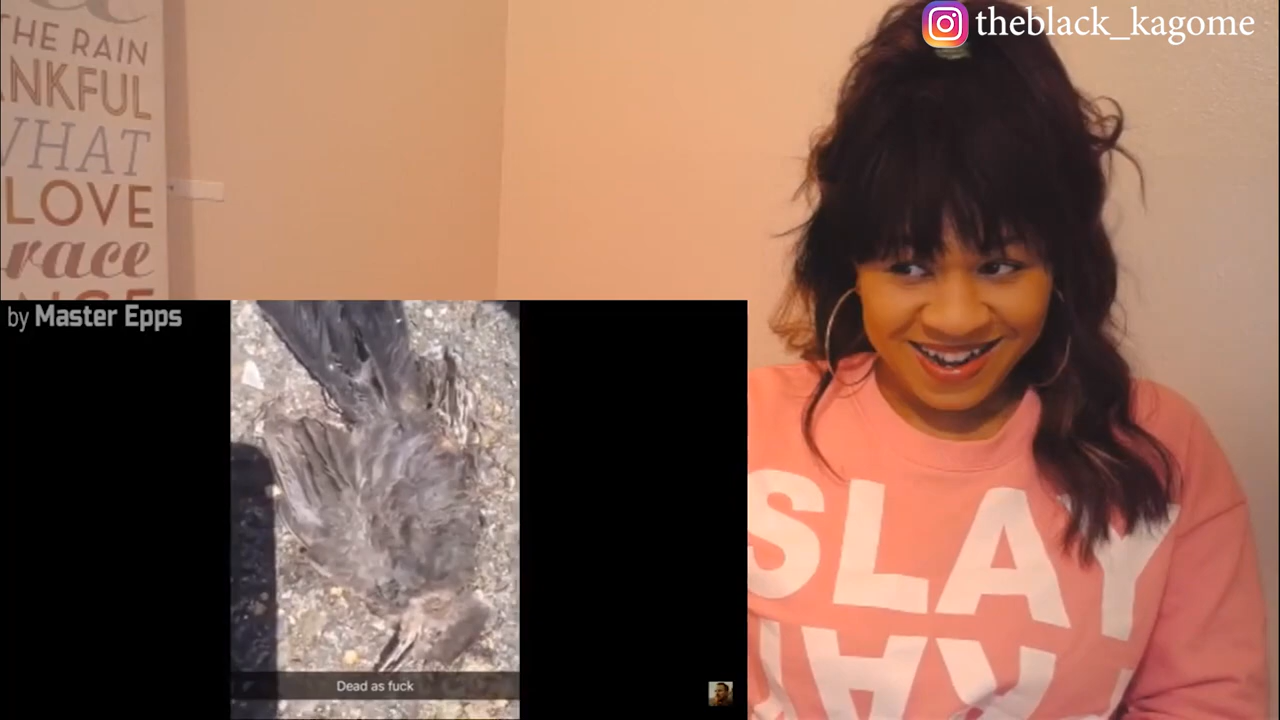 theblack_kagome
THE RAIN
ANKFUL
WHAT
LOVE
race
by Master Epps
SLAY
Dead as fuck